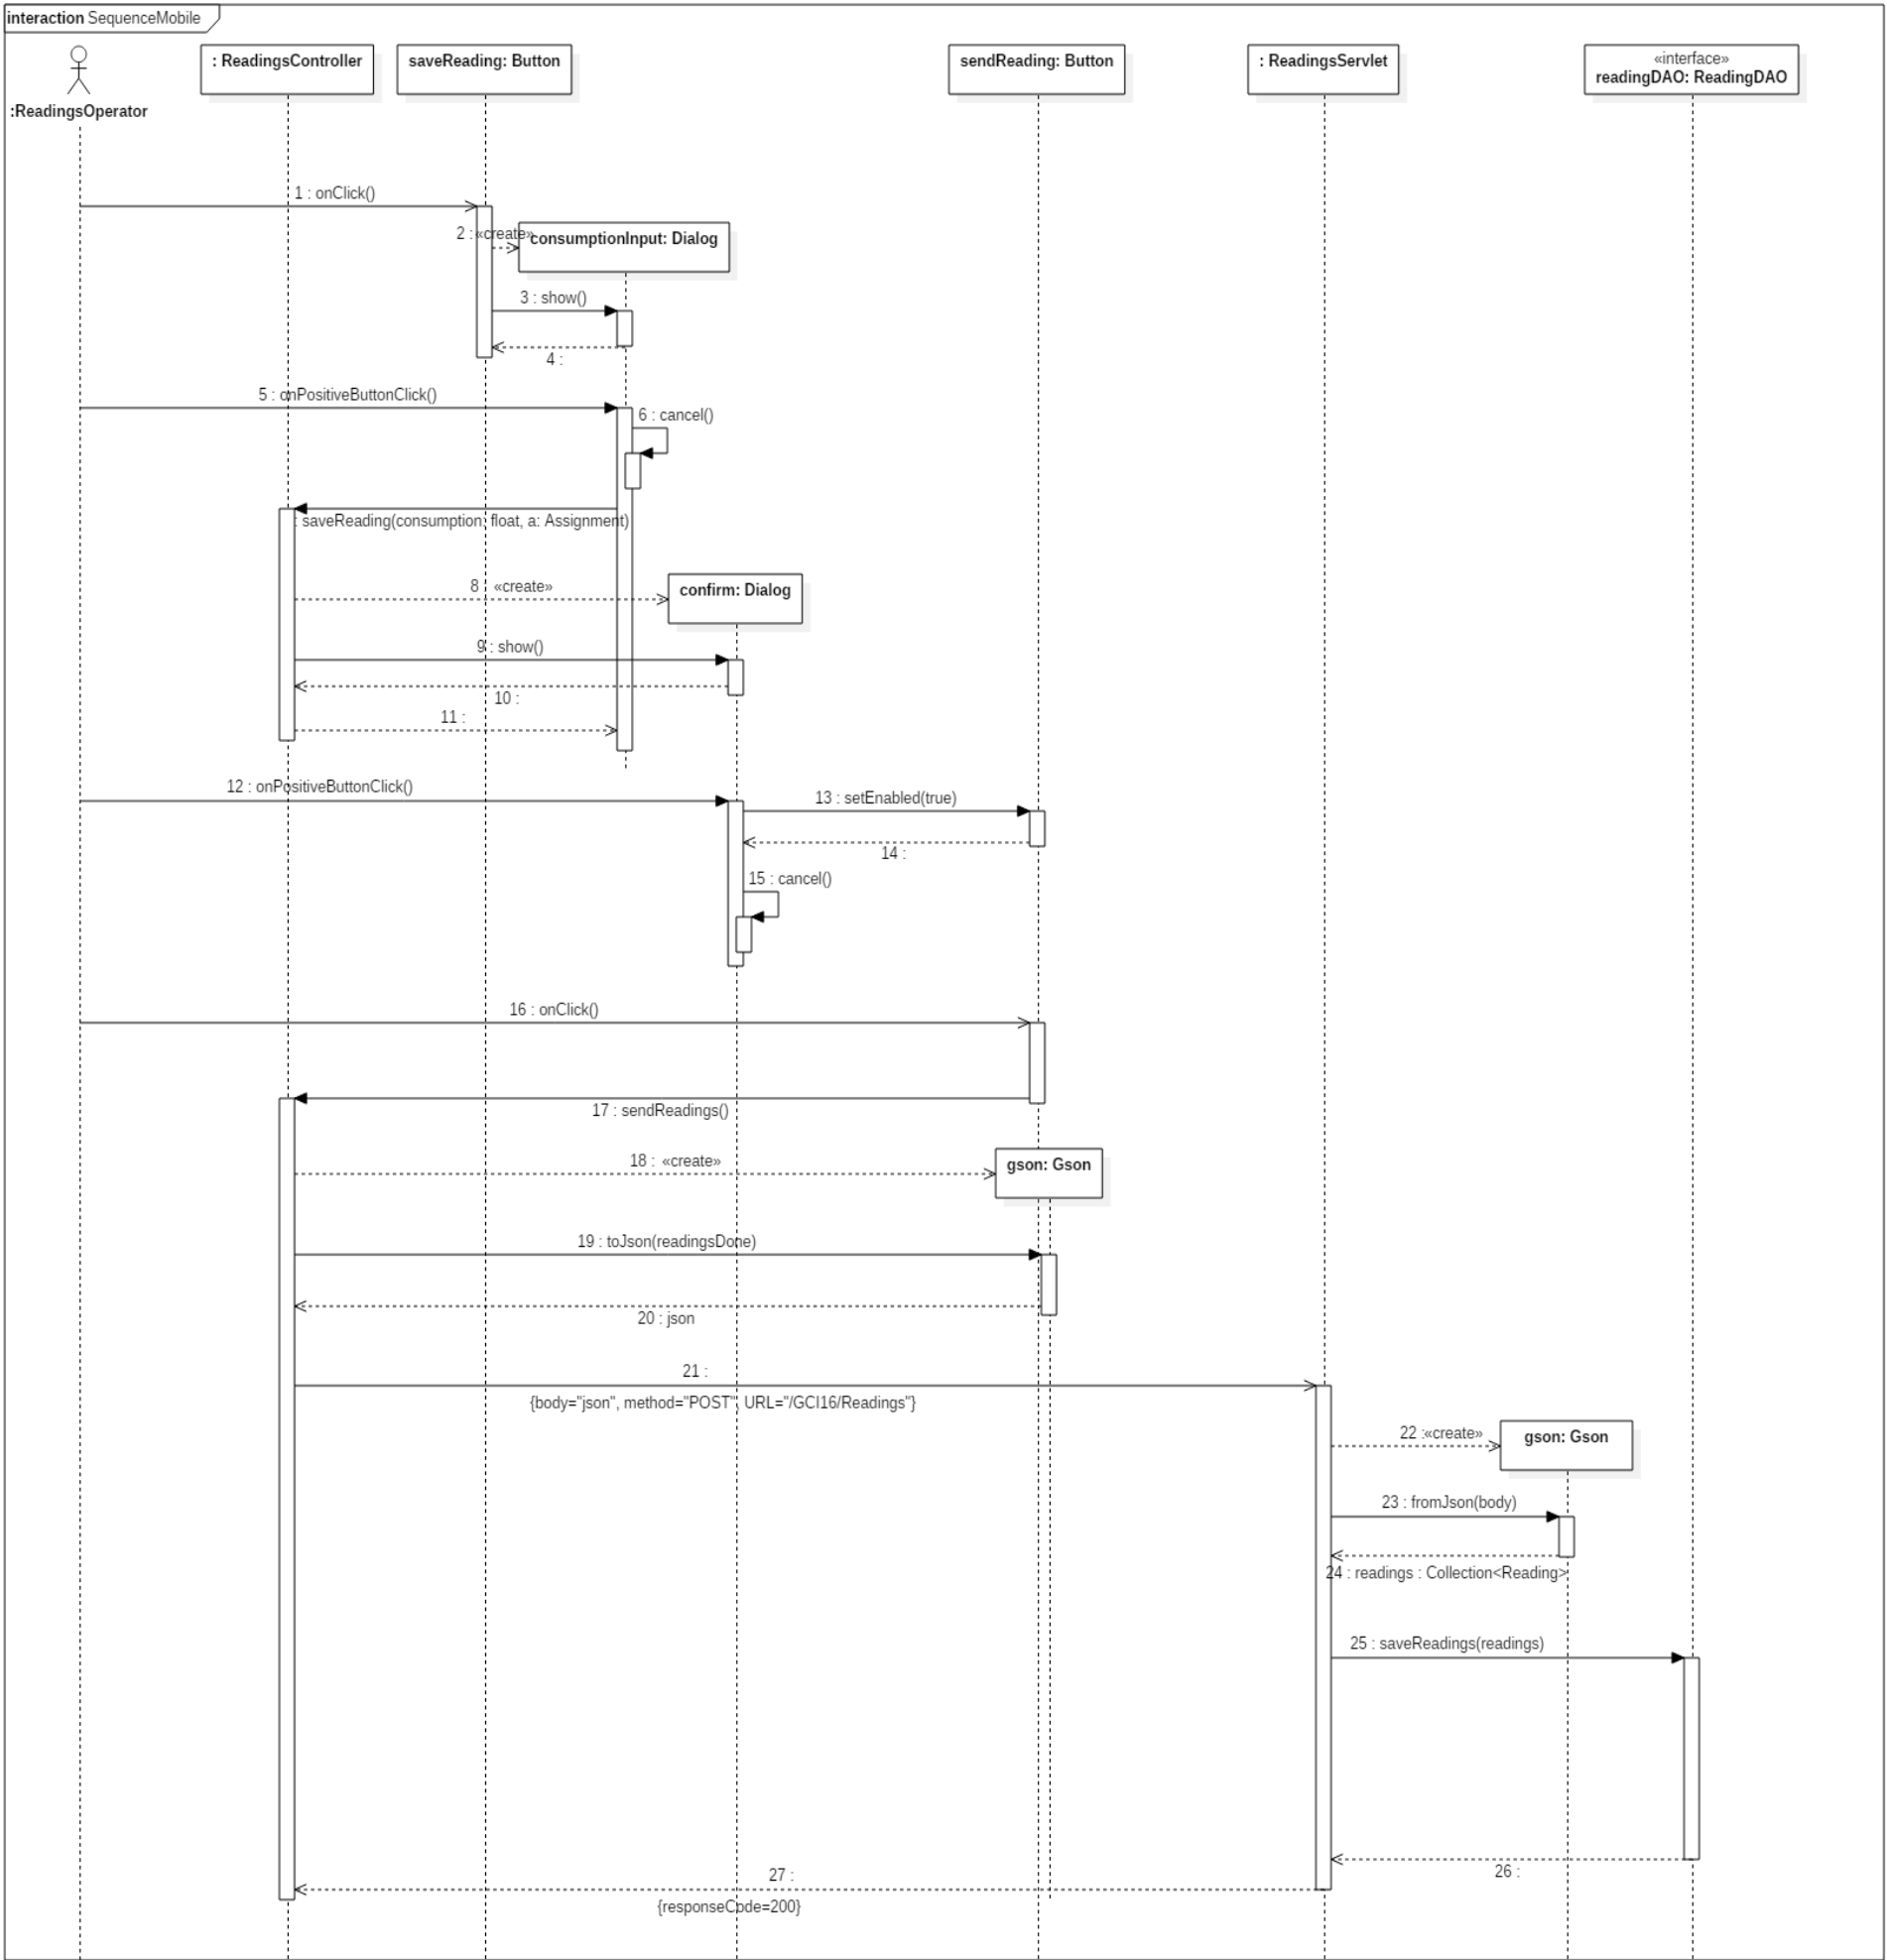 interaction SequenceMobile
:ReadingsOperator
: ReadingsController
saveReading: Button
sendReading: Button
: ReadingsServlet
«interface»
readingDAO: ReadingDAO
1 : onClick()
2 : «create»
consumptionInput: Dialog
3 : show()
4 :
5 : onPositiveButtonClick()
6 : cancel()
: saveReading(consumption: float, a: Assignment)
8 : «create»
confirm: Dialog
9 : show()
10 :
11 :
12 : onPositiveButtonClick()
13 : setEnabled(true)
14 :
15 : cancel()
16 : onClick()
17 : sendReadings()
18 : «create»
gson: Gson
19 : toJson(readingsDone)
20 : json
21 :
{body="json", method="POST", URL="/GCI16/Readings"}
22 : «create»
gson: Gson
23 : fromJson(body)
24 : readings : Collection<Reading>
25 : saveReadings(readings)
26 :
27 :
{responseCode=200}